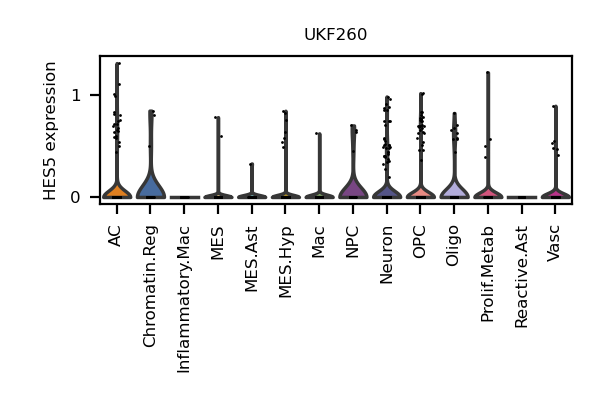 UKF260
HES5 expression
1
0
AC
Chromatin.Reg
Inflammatory.Mac
MES
MES.Ast
MES.Hyp
Mac
NPC
Neuron
OPC
Oligo
Prolif.Metab
Reactive.Ast
Vasc